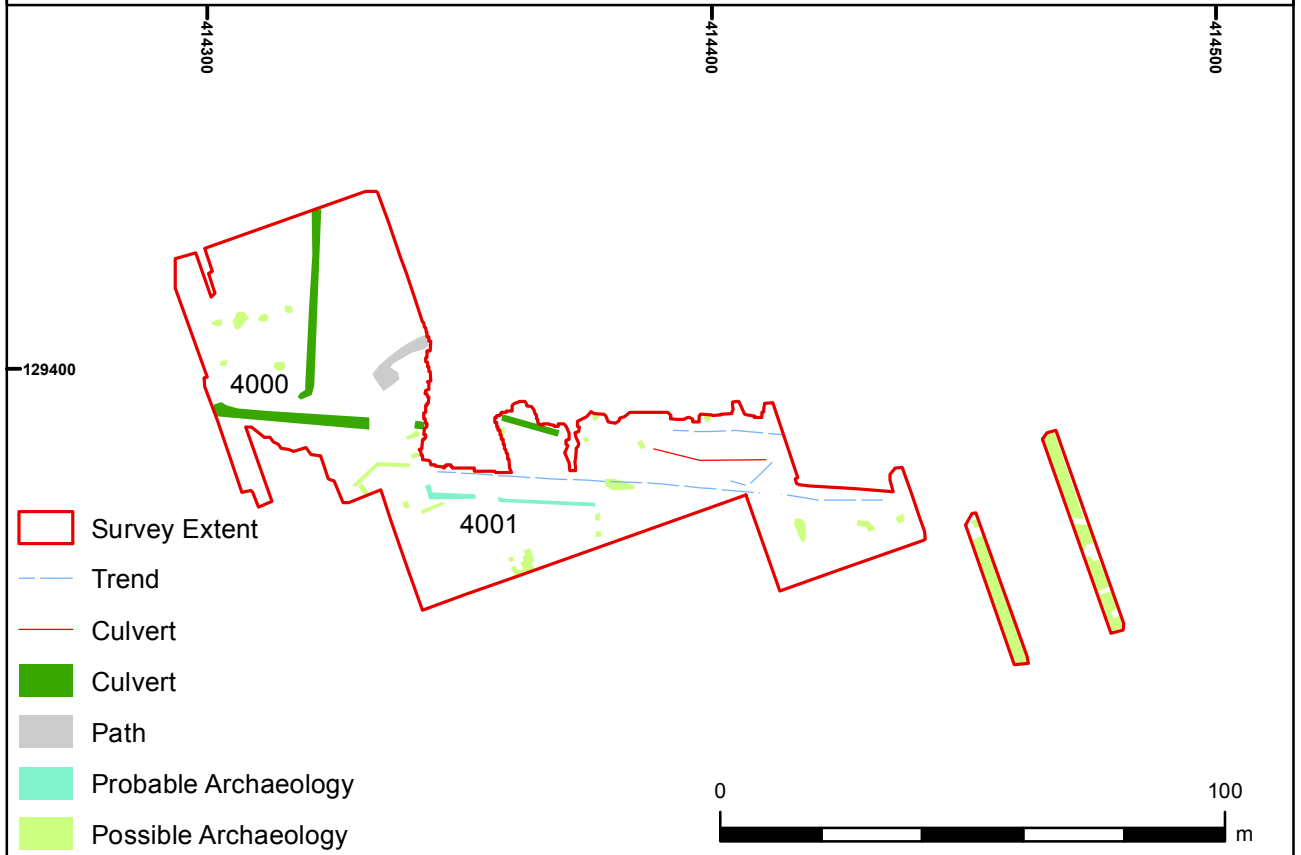 414300
414400
414500
129400
4000
4001
Survey Extent
Trend
Culvert
Culvert
Path
Probable Archaeology
Possible Archaeology
0 100
m